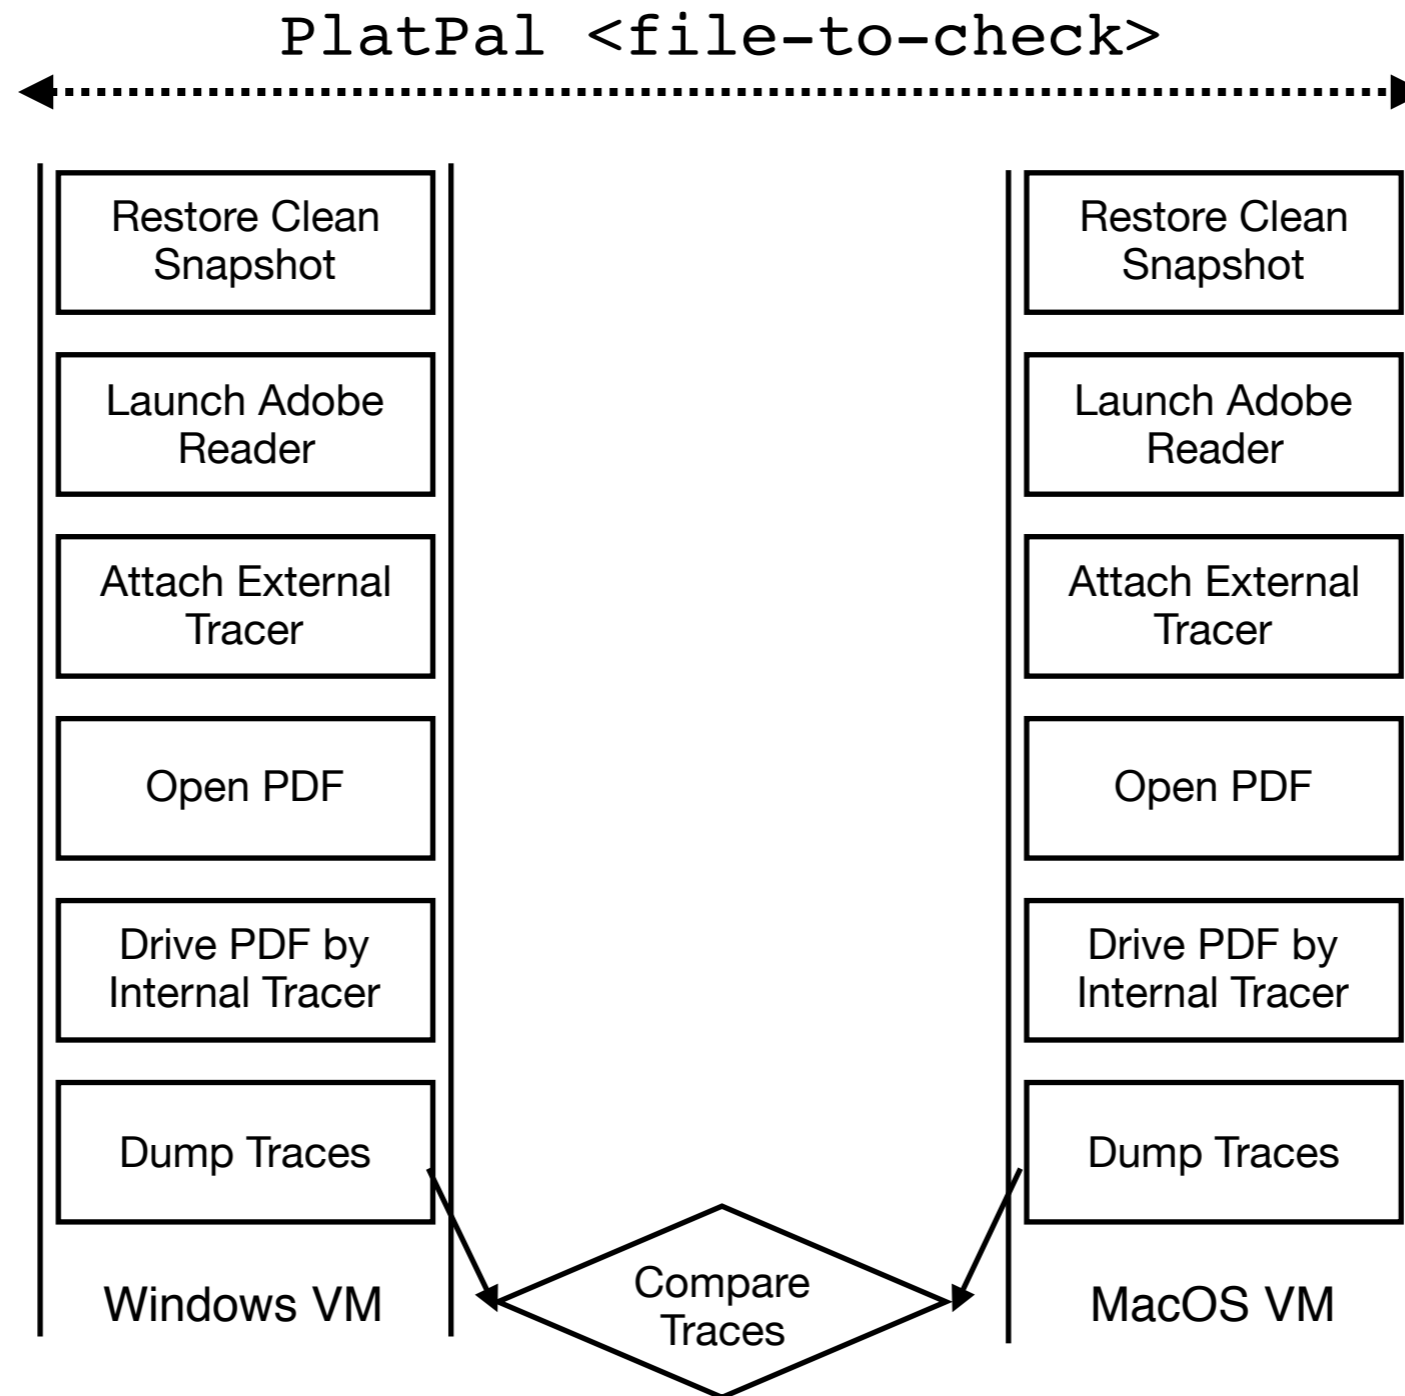 PlatPal <file-to-check>
Restore Clean
Snapshot
Launch Adobe
Reader
Attach External
Tracer
Open PDF
Drive PDF by
Internal Tracer
Dump Traces
Windows VM
Compare
Traces
Restore Clean
Snapshot
Launch Adobe
Reader
Attach External
Tracer
Open PDF
Drive PDF by
Internal Tracer
Dump Traces
MacOS VM